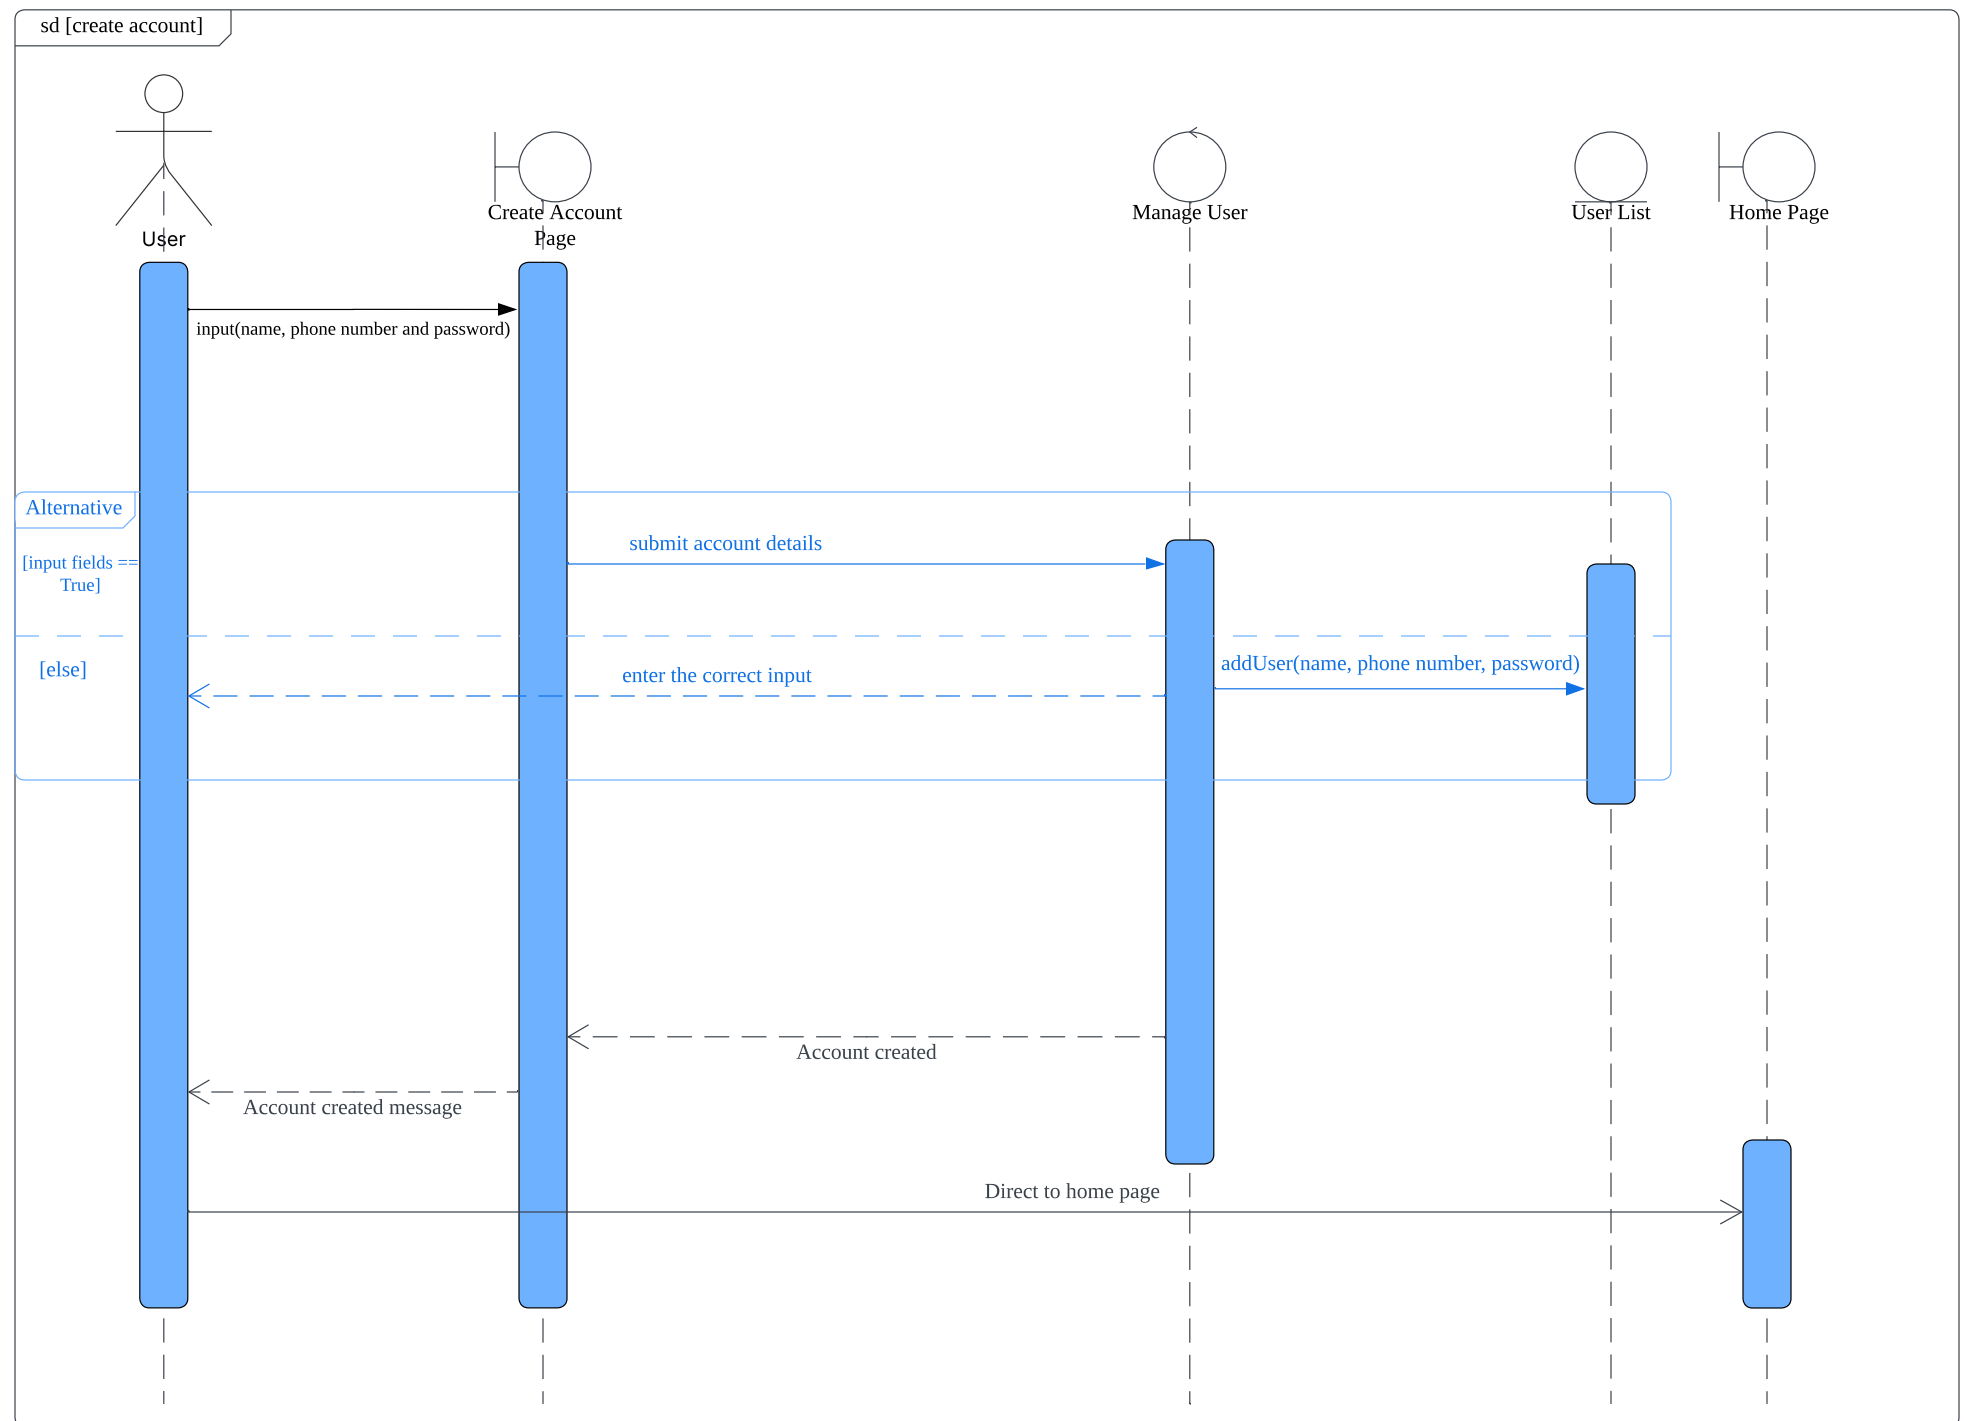 sd [create account]
User
Create Account
Page
Manage User
User List
Home Page
input(name, phone number and password)
Alternative
[input fields ==
True]
submit account details
[else]
enter the correct input
addUser(name, phone number, password)
Account created
Account created message
Direct to home page